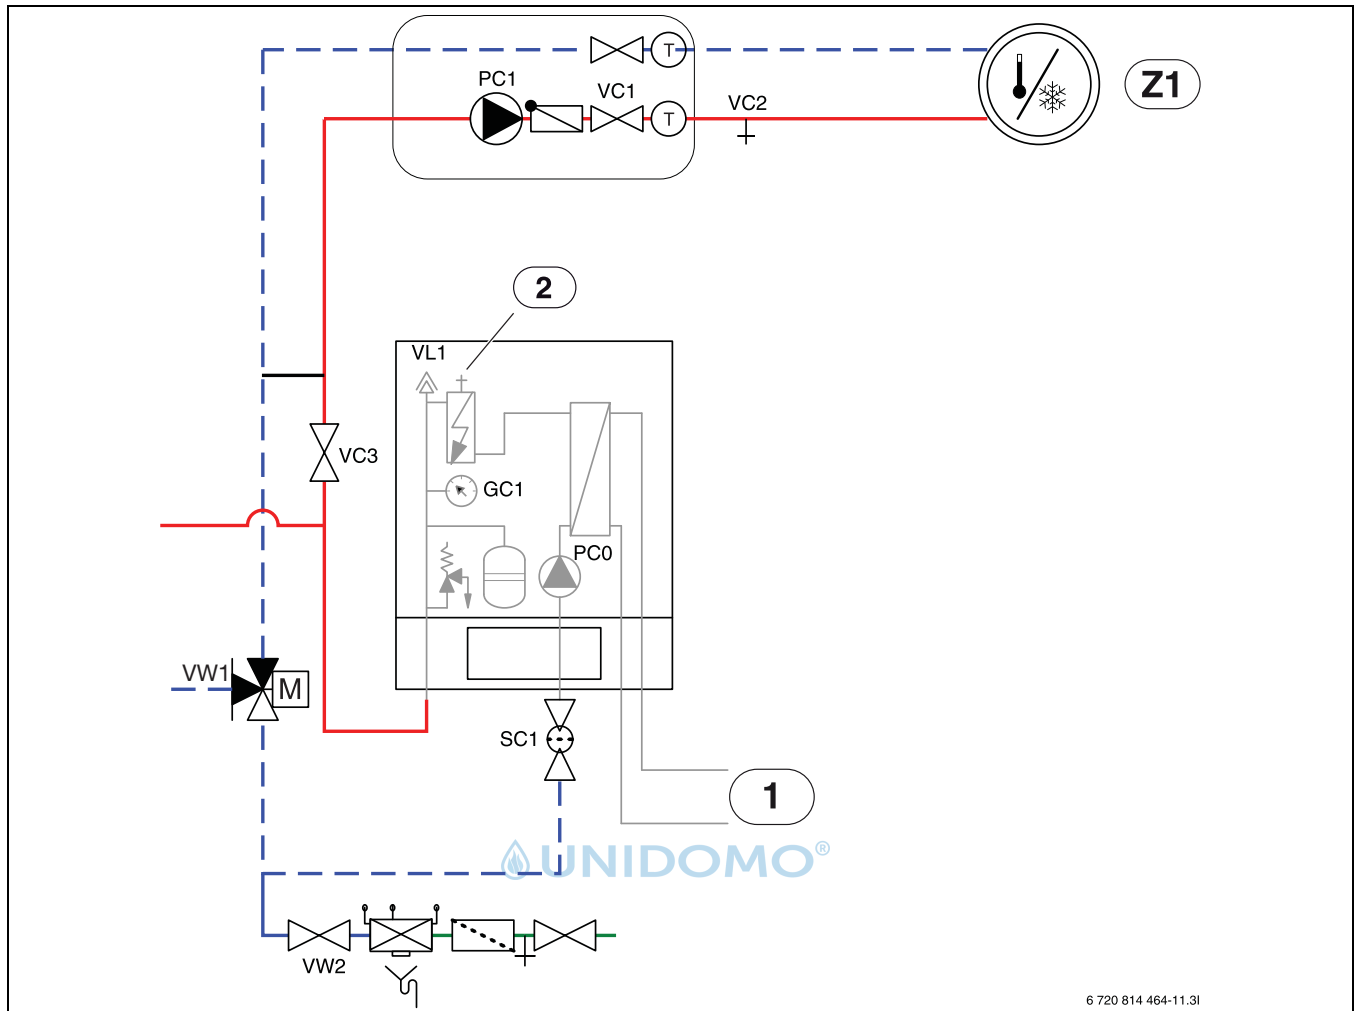 T
PC1
VC1
T
VC2
Z1
2
VL1
VC3
GC1
PC0
VW1
M
SC1
1
UNIDOMO®
VW2
6 720 814 464-11.3I